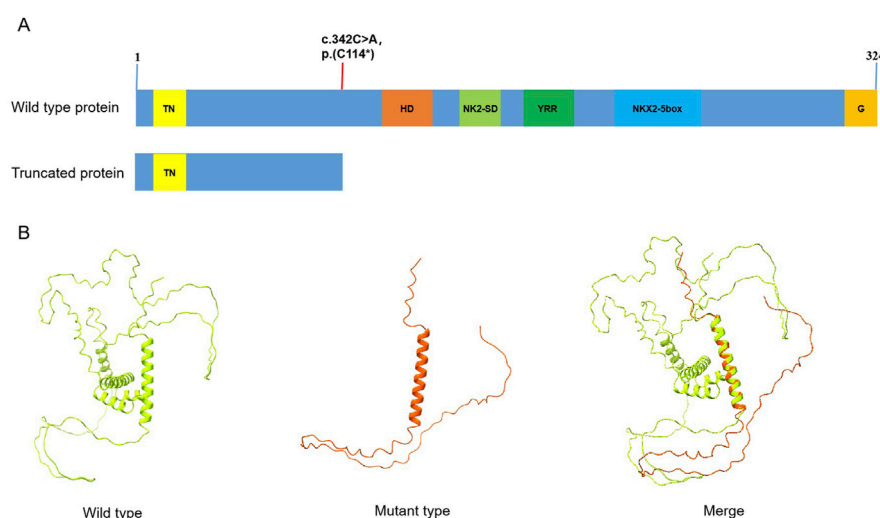 A
c.342C>A,
p.(C114*)
1
324
Wild type protein
TN
HD
NK2-SD
YRR
NKX2-5box
G
Truncated protein
TN
B
Wild type
Mutant type
Merge